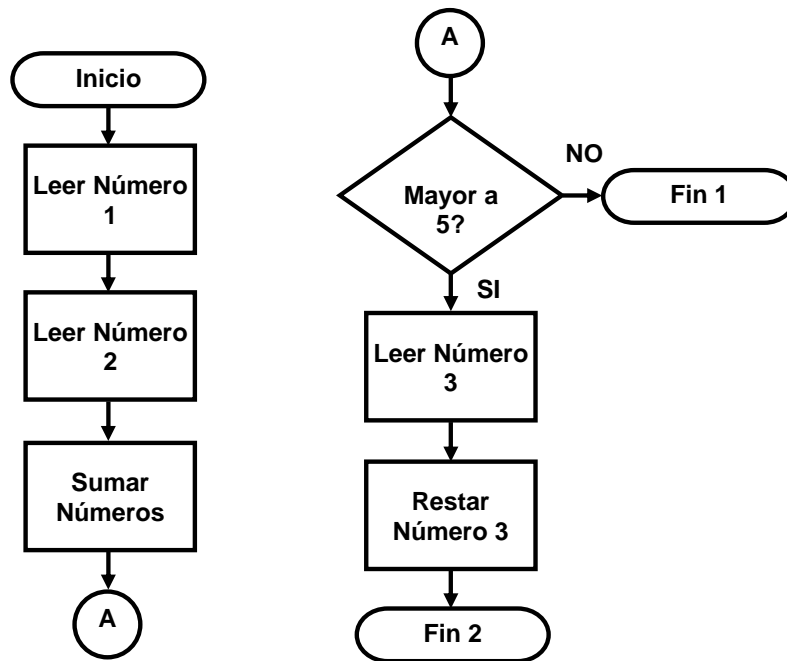 Inicio
Leer Número
1
Leer Número
2
Sumar
Números
A
A
Mayor a
5?
NO
Fin 1
SI
Leer Número
3
Restar
Número 3
Fin 2